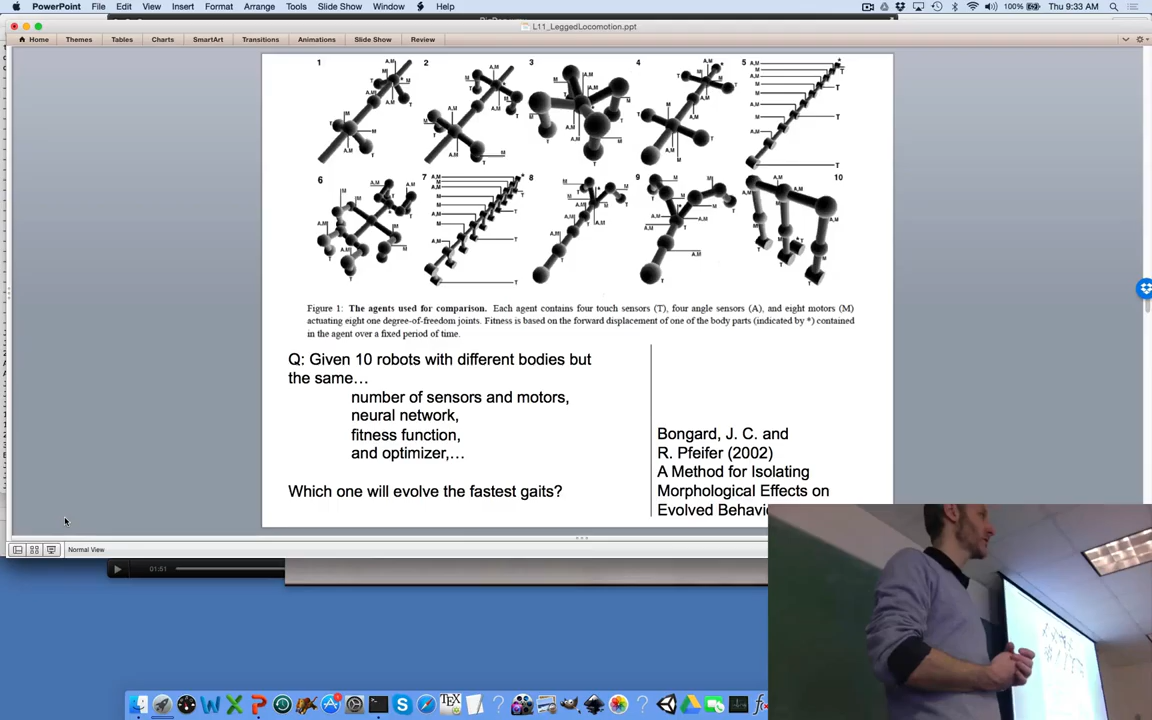 PowerPoint File Edit View Insert Format Arrange Tools Slide Show Window Help 100% Thu 9:33 AM
L11_LeggedLocomotion.ppt
Home Themes Tables Charts SmartArt Transitions Animations Slide Show Review
1 2 3 4 5
6 7 8 9 10
Figure 1: The agents used for comparison. Each agent contains four touch sensors (T), four angle sensors (A), and eight motors (M)
actuating eight one degree-of-freedom joints. Fitness is based on the forward displacement of one of the body parts (indicated by *) contained
in the agent over a fixed period of time.
Q: Given 10 robots with different bodies but
the same…
number of sensors and motors,
neural network,
fitness function,
and optimizer,…
Which one will evolve the fastest gaits?
Bongard, J. C. and
R. Pfeifer (2002)
A Method for Isolating
Morphological Effects on
Evolved Behavi
Normal View
01:51